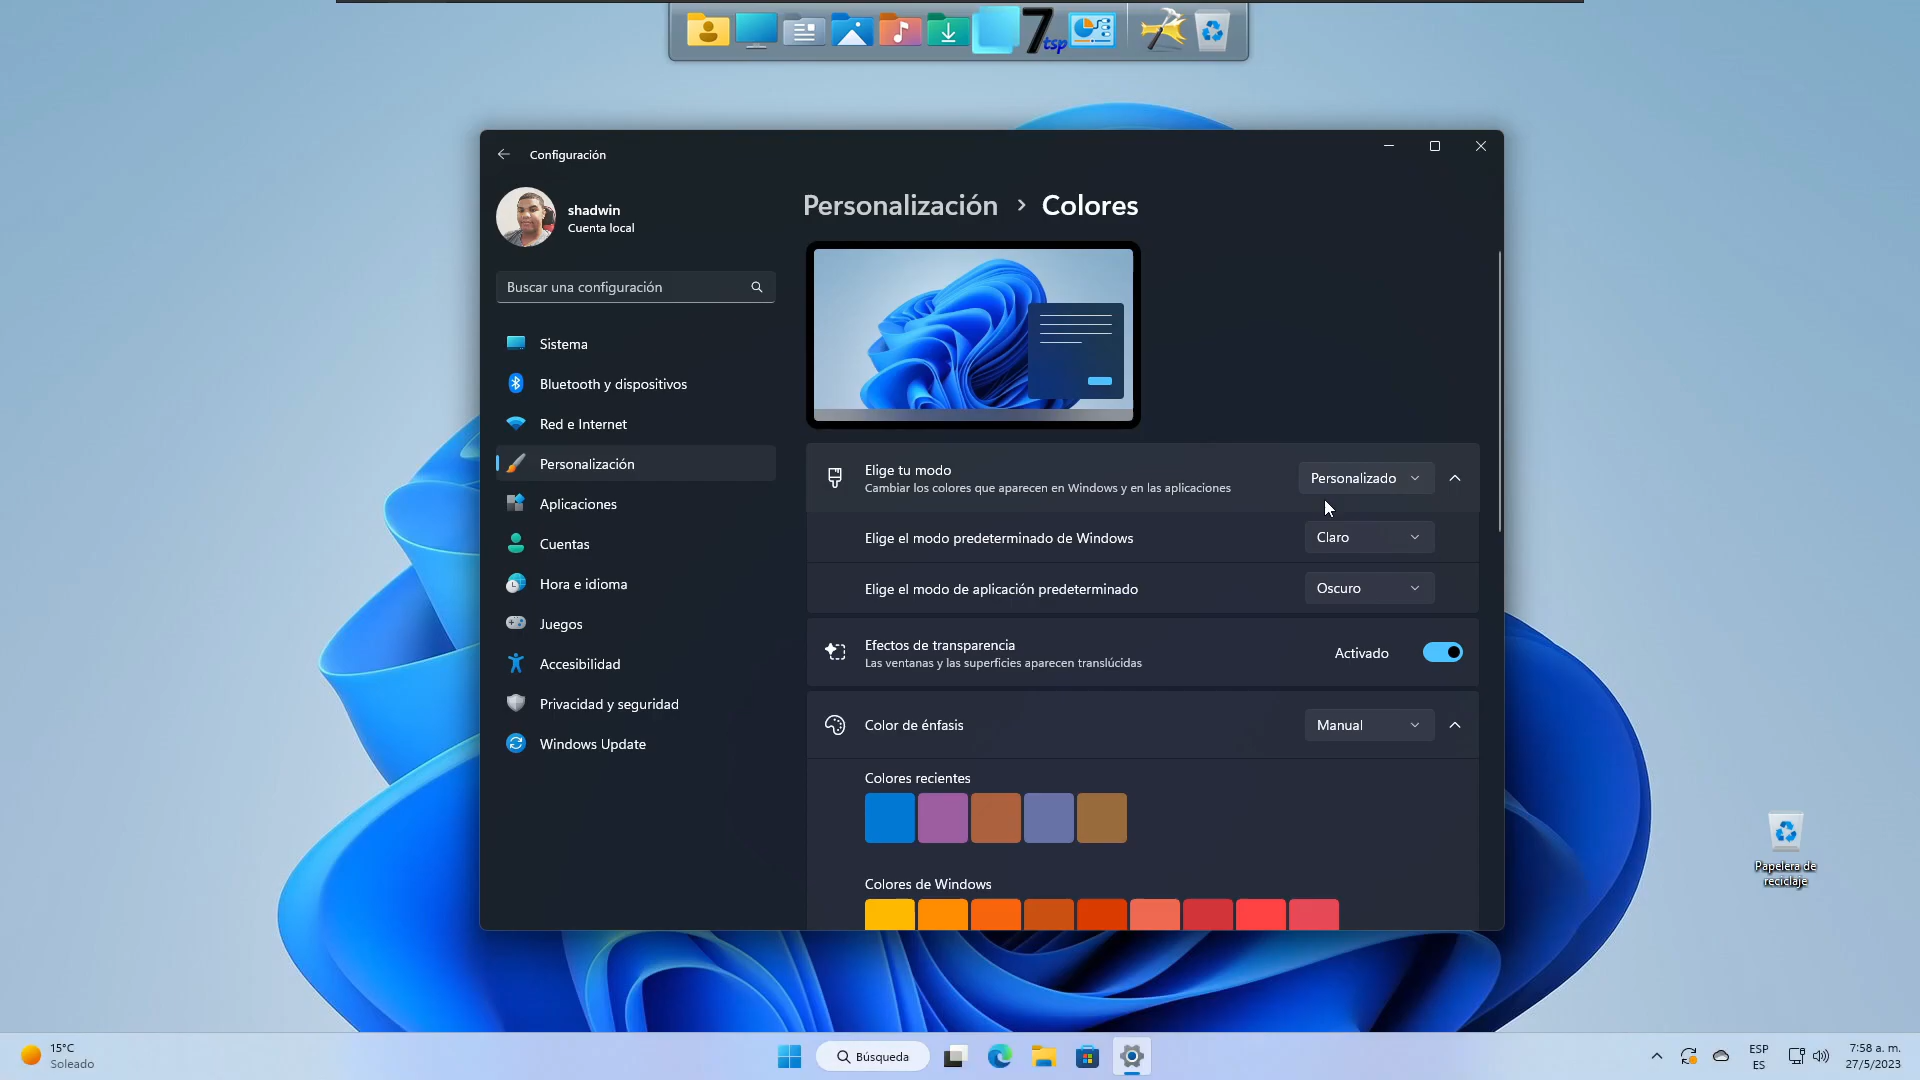 7tsp
Configuración
shadwin
Cuenta local
Buscar una configuración
Sistema
Bluetooth y dispositivos
Red e Internet
Personalización
Aplicaciones
Cuentas
Hora e idioma
Juegos
Accesibilidad
Privacidad y seguridad
Windows Update
Personalización > Colores
Elige tu modo
Cambiar los colores que aparecen en Windows y en las aplicaciones
Personalizado
Elige el modo predeterminado de Windows
Claro
Elige el modo de aplicación predeterminado
Oscuro
Efectos de transparencia
Las ventanas y las superficies aparecen translúcidas
Activado
Color de énfasis
Manual
Colores recientes
Colores de Windows
Papelera de
reciclaje
15°C
Soleado
Búsqueda
ESP
ES
7:58 a. m.
27/5/2023